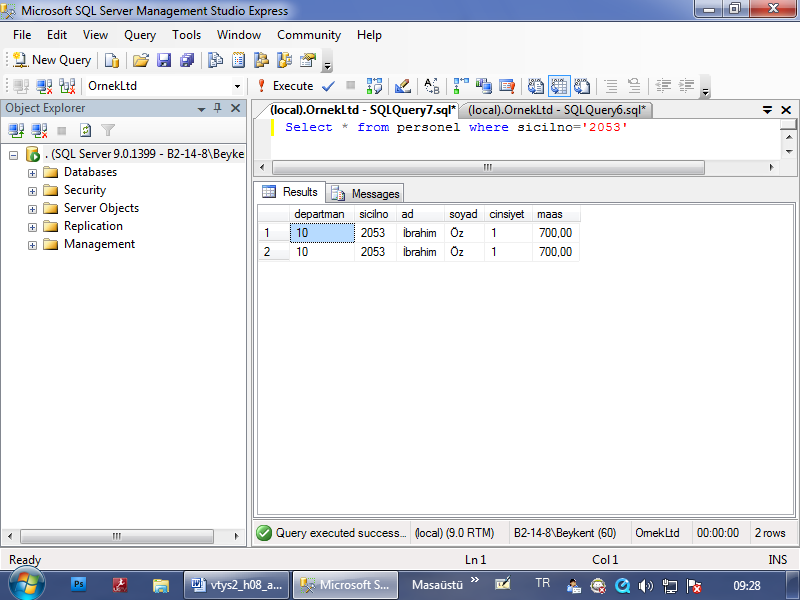 Microsoft SQL Server Management Studio Express
File Edit View Query Tools Window Community Help
New Query
OrnekLtd Execute
Object Explorer
(local).OrnekLtd - SQLQuery7.sql* (local).OrnekLtd - SQLQuery6.sql*
Select * from personel where sicilno='2053'
. (SQL Server 9.0.1399 - B2-14-8\Beyke
Databases
Security
Server Objects
Replication
Management
Results Messages
departman sicilno ad soyad cinsiyet maas
1 10 2053 İbrahim Öz 1 700,00
2 10 2053 İbrahim Öz 1 700,00
Query executed success... (local) (9.0 RTM) B2-14-8\Beykent (60) OrnekLtd 00:00:00 2 rows
Ready Ln 1 Col 1 INS
Ps vtys2_h08_a... Microsoft S... Masaüstü » TR 09:28